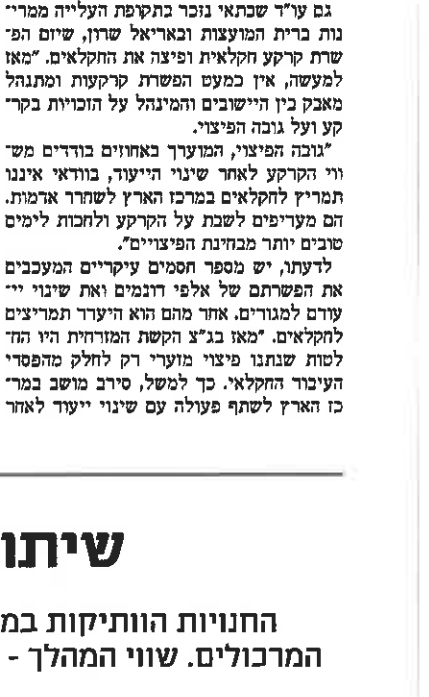 גם עו"ד שבתאי נזכר בתקופת העלייה ממדי־
נות ברית המועצות ובאריאל שרון, שיזם הפ־
שרת קרקע חקלאית ופיצה את החקלאים. "מאז
למעשה, אין כמעט הפשרת קרקעות ומתנהל
מאבק בין היישובים והמינהל על הזכויות בקר־
קע ועל גובה הפיצוי.
"גובה הפיצוי, המוערך באחוזים בודדים מש־
ווי הקרקע לאחר שינוי הייעוד, בוודאי איננו
תמריץ לחקלאים במרכז הארץ לשחרר אדמות.
הם מעריפים לשבת על הקרקע ולחכות לימים
טובים יותר מבחינת הפיצויים".
לדעתו, יש מספר חסמים עיקריים המעכבים
את הפשרתם של אלפי דונמים ואת שינוי יי־
עודם למגורים. אחד מהם הוא היעדר תמריצים
לחקלאים. "מאז בג"צ הקשת המזרחית היו הח־
לטות שנתנו פיצוי מזערי רק לחלק מהפסדי
העיבוד החקלאי. כך למשל, סירב מושב במר־
כז הארץ לשתף פעולה עם שינוי ייעוד לאחר
שיתו
החנויות הוותיקות במ
המרכולים. שווי המהלך -